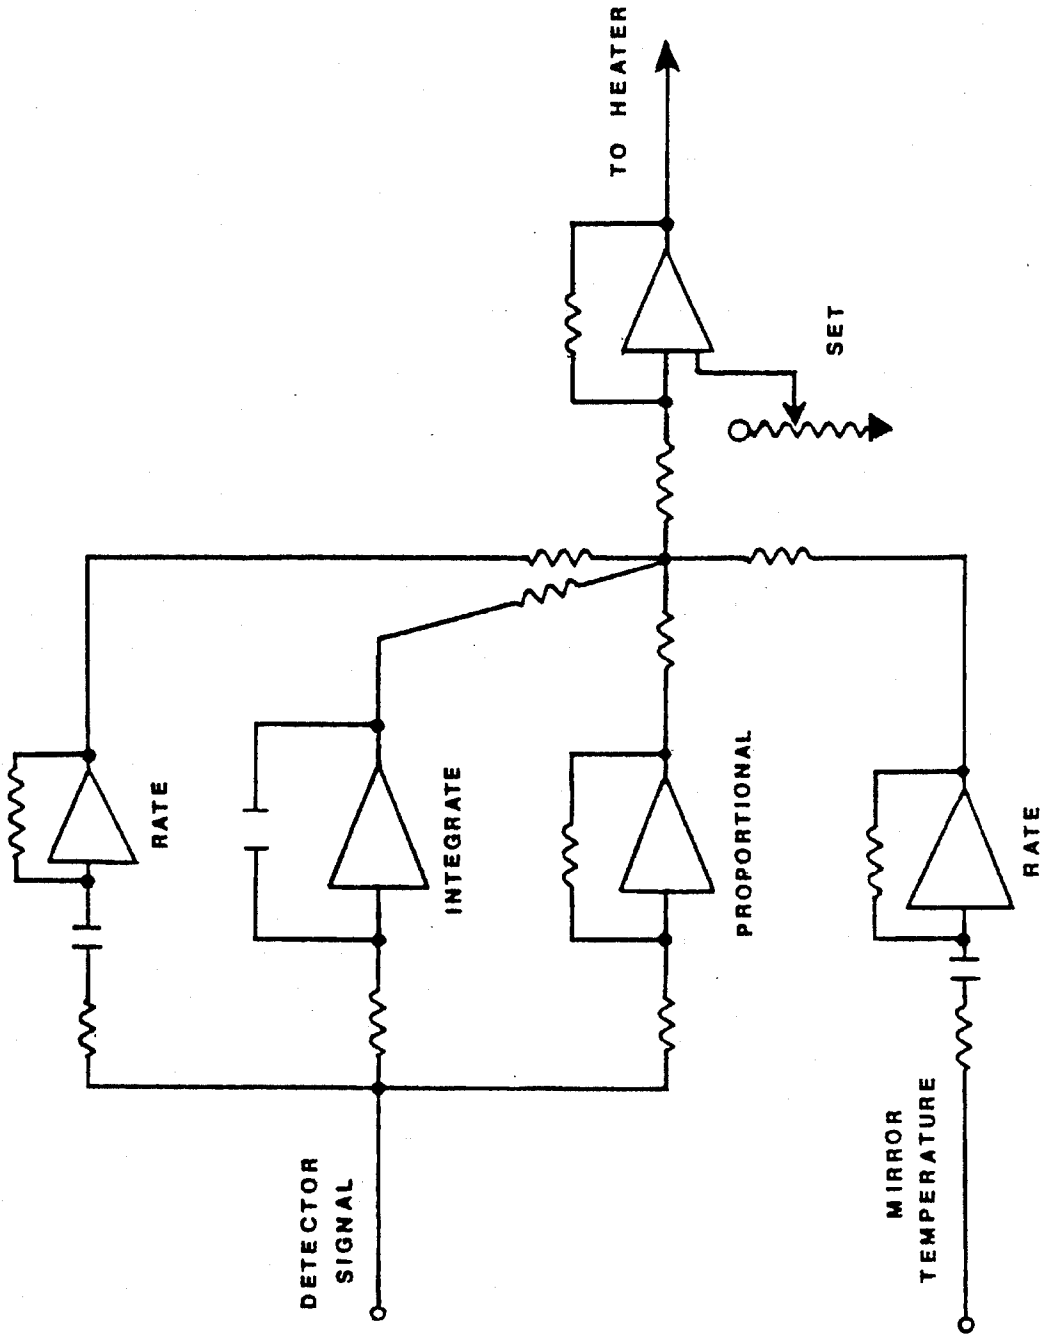 DETECTOR
SIGNAL
RATE
INTEGRATE
PROPORTIONAL
MIRROR
TEMPERATURE
RATE
SET
TO HEATER